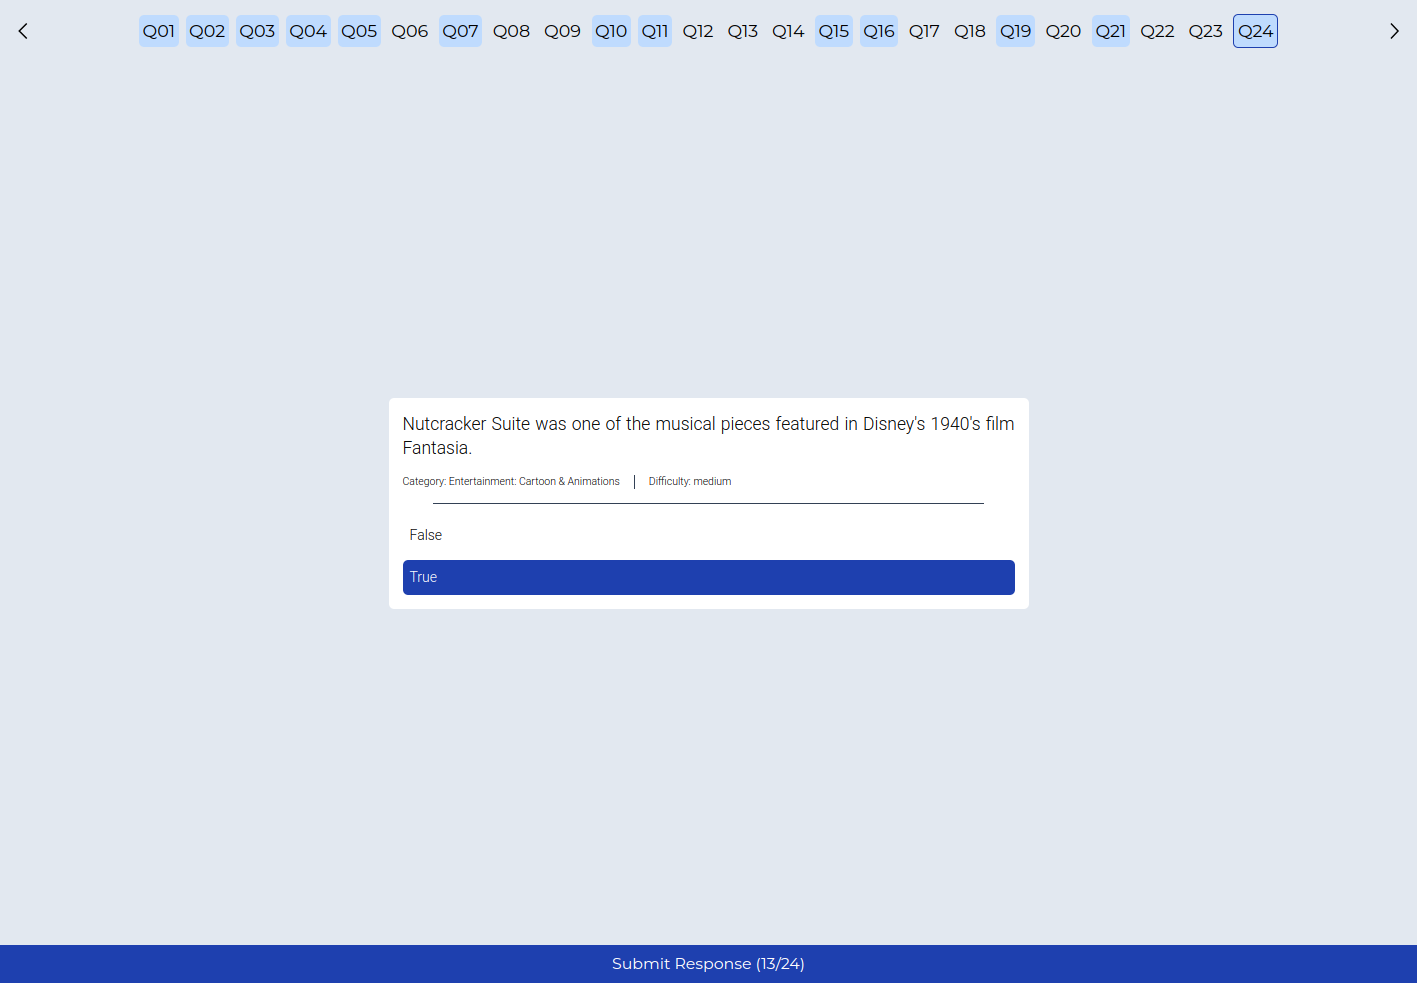 Q01 Q02 Q03 Q04 Q05 Q06 Q07 Q08 Q09 Q10 Q11 Q12 Q13 Q14 Q15 Q16 Q17 Q18 Q19 Q20 Q21 Q22 Q23 Q24
Nutcracker Suite was one of the musical pieces featured in Disney's 1940's film
Fantasia.
Category: Entertainment: Cartoon & Animations Difficulty: medium
False
True
Submit Response (13/24)